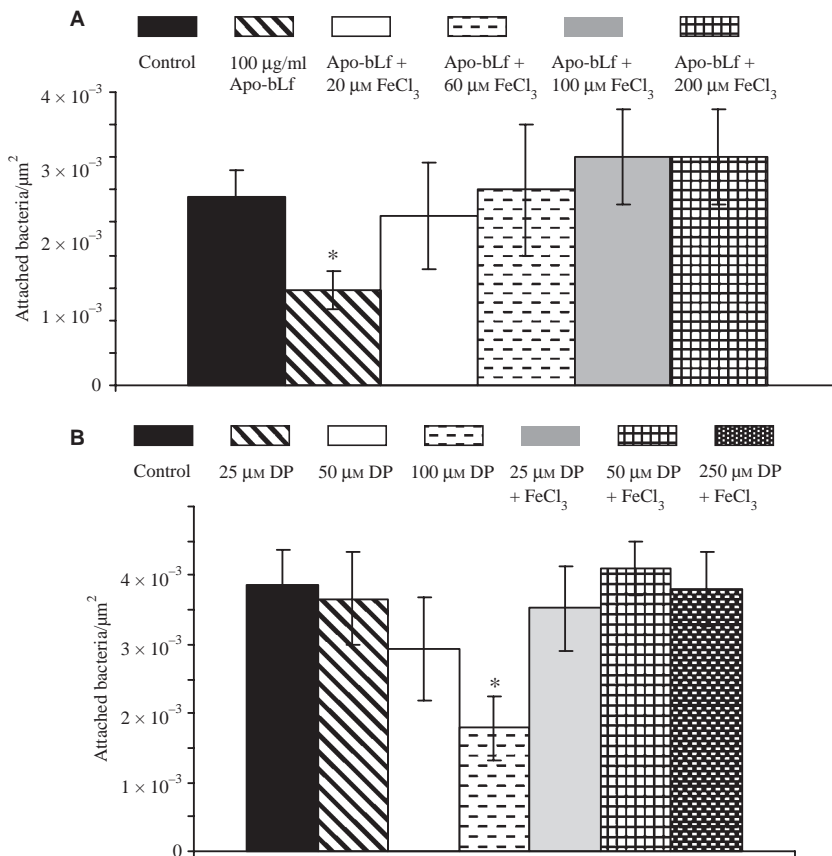 A
Control
100 μg/ml
Apo-bLf
Apo-bLf +
20 μM FeCl₃
Apo-bLf +
60 μM FeCl₃
Apo-bLf +
100 μM FeCl₃
Apo-bLf +
200 μM FeCl₃
Attached bacteria/μm²
4 × 10⁻³
3 × 10⁻³
2 × 10⁻³
1 × 10⁻³
0
*
B
Control
25 μM DP
50 μM DP
100 μM DP
25 μM DP
+ FeCl₃
50 μM DP
+ FeCl₃
250 μM DP
+ FeCl₃
Attached bacteria/μm²
4 × 10⁻³
3 × 10⁻³
2 × 10⁻³
1 × 10⁻³
0
*